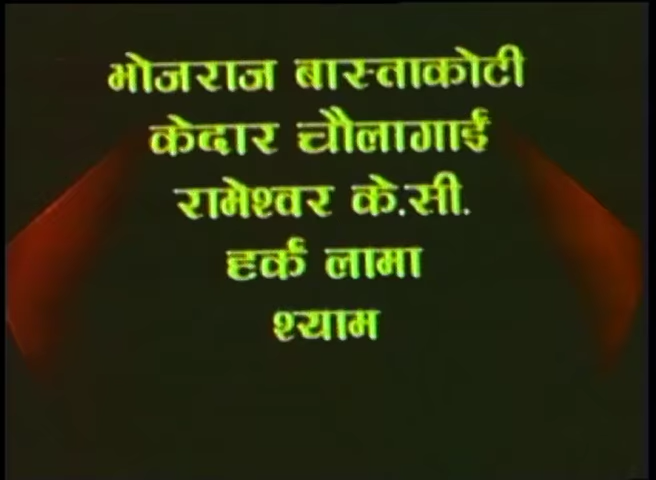 भोजराज बास्ताकोटी
केदार चौलागाईं
रामेश्वर के.सी.
हर्क लामा
श्याम